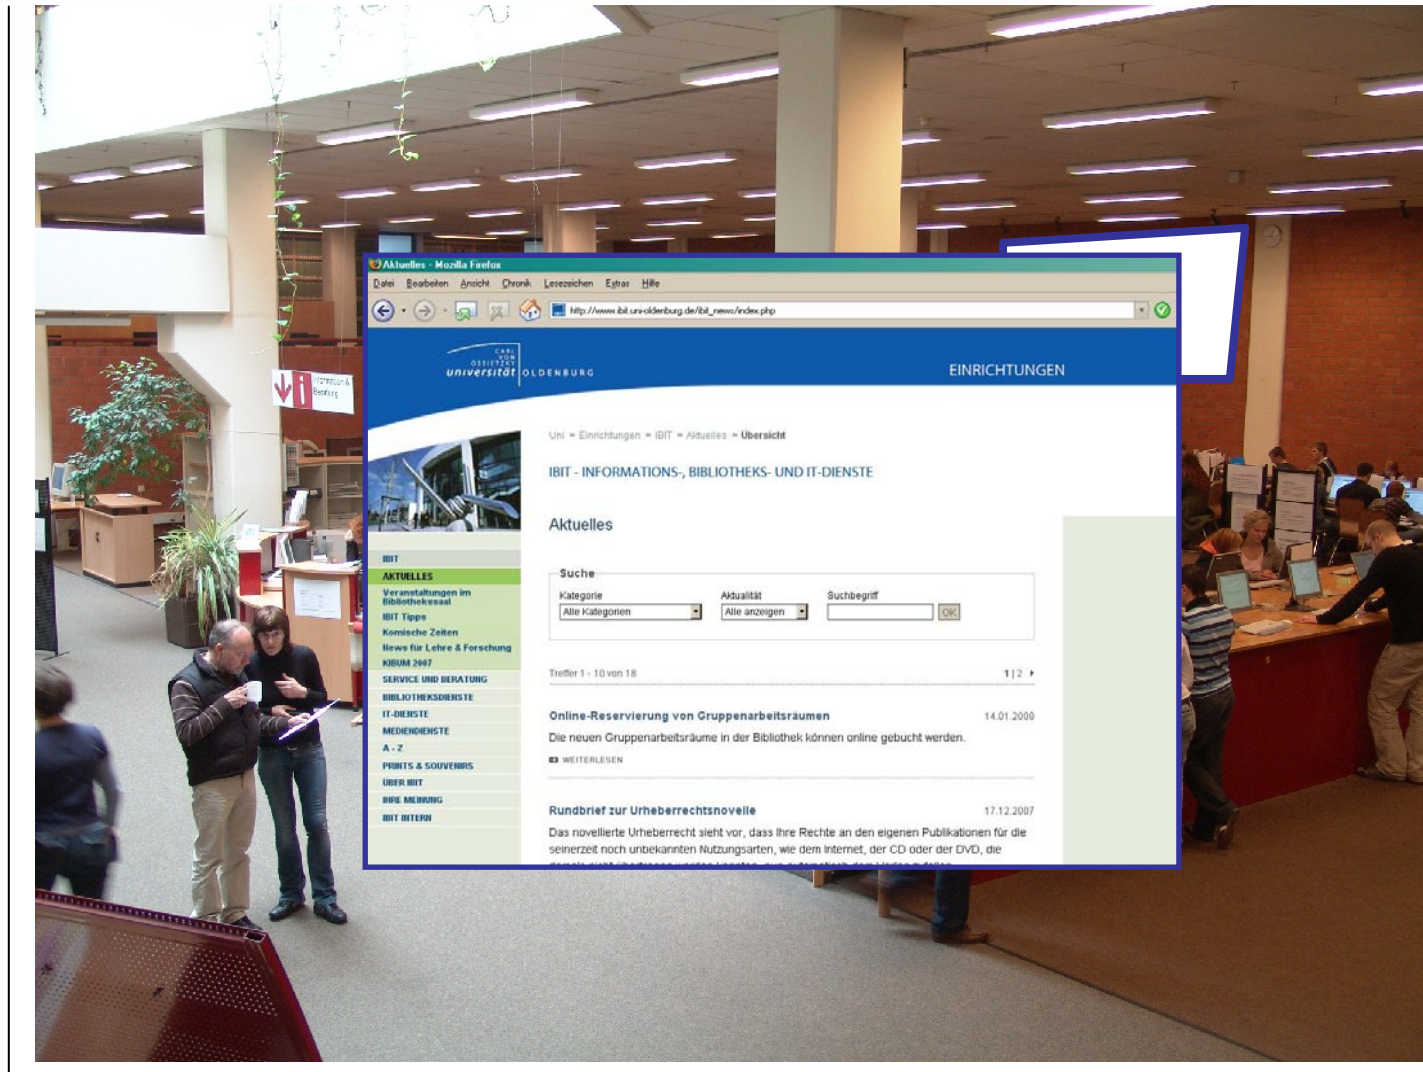 Aktuelles - Mozilla Firefox
Datei Bearbeiten Ansicht Chronik Lesezeichen Extras Hilfe
http://www.ibit.uni-oldenburg.de/ibit_news/index.php
CARL
VON
OSSIETZKY
universität OLDENBURG
EINRICHTUNGEN
Information &
Beratung
Uni » Einrichtungen » IBIT » Aktuelles » Übersicht
IBIT - INFORMATIONS-, BIBLIOTHEKS- UND IT-DIENSTE
Aktuelles
IBIT
AKTUELLES
Veranstaltungen im
Bibliothekssaal
IBIT Tipps
Komische Zeiten
News für Lehre & Forschung
KIBUM 2007
SERVICE UND BERATUNG
BIBLIOTHEKSDIENSTE
IT-DIENSTE
MEDIENDIENSTE
A - Z
PRINTS & SOUVENIRS
ÜBER IBIT
IHRE MEINUNG
IBIT INTERN
Suche
Kategorie Aktualität Suchbegriff
Alle Kategorien Alle anzeigen OK
Treffer 1 - 10 von 18 1 | 2
Online-Reservierung von Gruppenarbeitsräumen 14.01.2008
Die neuen Gruppenarbeitsräume in der Bibliothek können online gebucht werden.
WEITERLESEN
Rundbrief zur Urheberrechtsnovelle 17.12.2007
Das novellierte Urheberrecht sieht vor, dass Ihre Rechte an den eigenen Publikationen für die
seinerzeit noch unbekannten Nutzungsarten, wie dem Internet, der CD oder der DVD, die